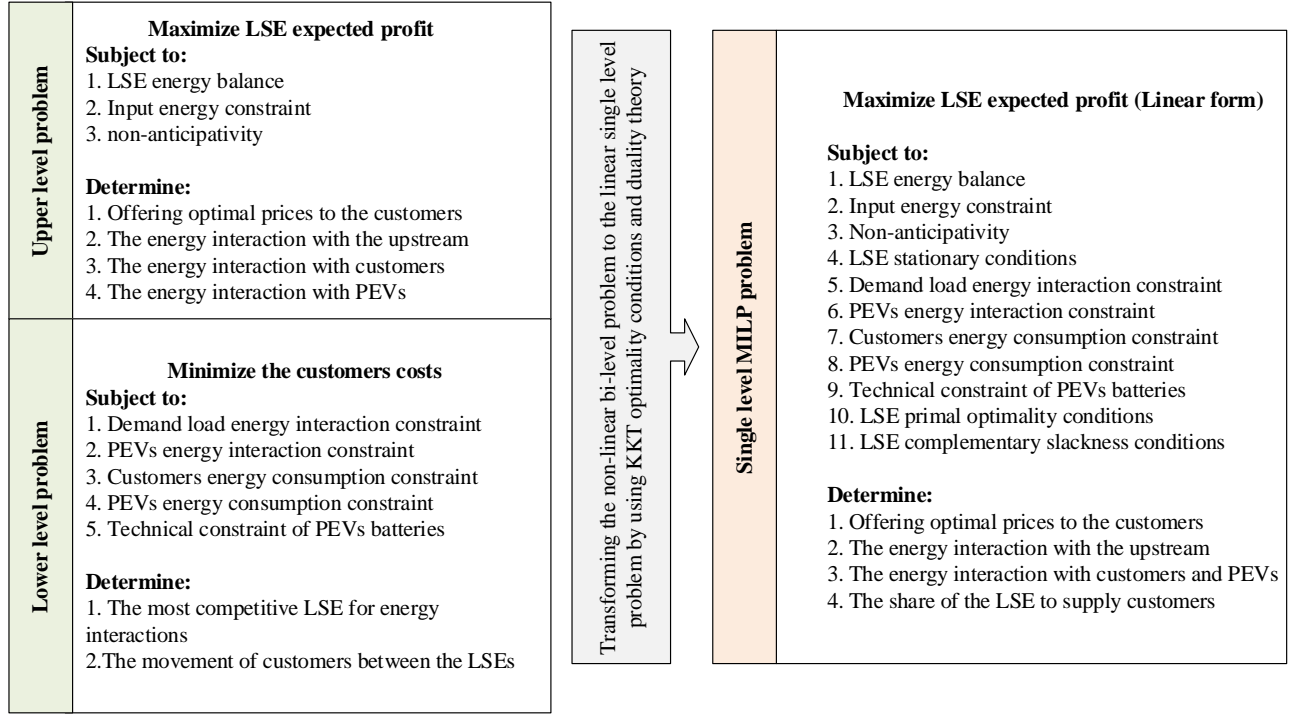 Upper level problem
Maximize LSE expected profit
Subject to:
1. LSE energy balance
2. Input energy constraint
3. non-anticipativity
Determine:
1. Offering optimal prices to the customers
2. The energy interaction with the upstream
3. The energy interaction with customers
4. The energy interaction with PEVs
Lower level problem
Minimize the customers costs
Subject to:
1. Demand load energy interaction constraint
2. PEVs energy interaction constraint
3. Customers energy consumption constraint
4. PEVs energy consumption constraint
5. Technical constraint of PEVs batteries
Determine:
1. The most competitive LSE for energy
interactions
2.The movement of customers between the LSEs
Transforming the non-linear bi-level problem to the linear single level
problem by using KKT optimality conditions and duality theory
Single level MILP problem
Maximize LSE expected profit (Linear form)
Subject to:
1. LSE energy balance
2. Input energy constraint
3. Non-anticipativity
4. LSE stationary conditions
5. Demand load energy interaction constraint
6. PEVs energy interaction constraint
7. Customers energy consumption constraint
8. PEVs energy consumption constraint
9. Technical constraint of PEVs batteries
10. LSE primal optimality conditions
11. LSE complementary slackness conditions
Determine:
1. Offering optimal prices to the customers
2. The energy interaction with the upstream
3. The energy interaction with customers and PEVs
4. The share of the LSE to supply customers